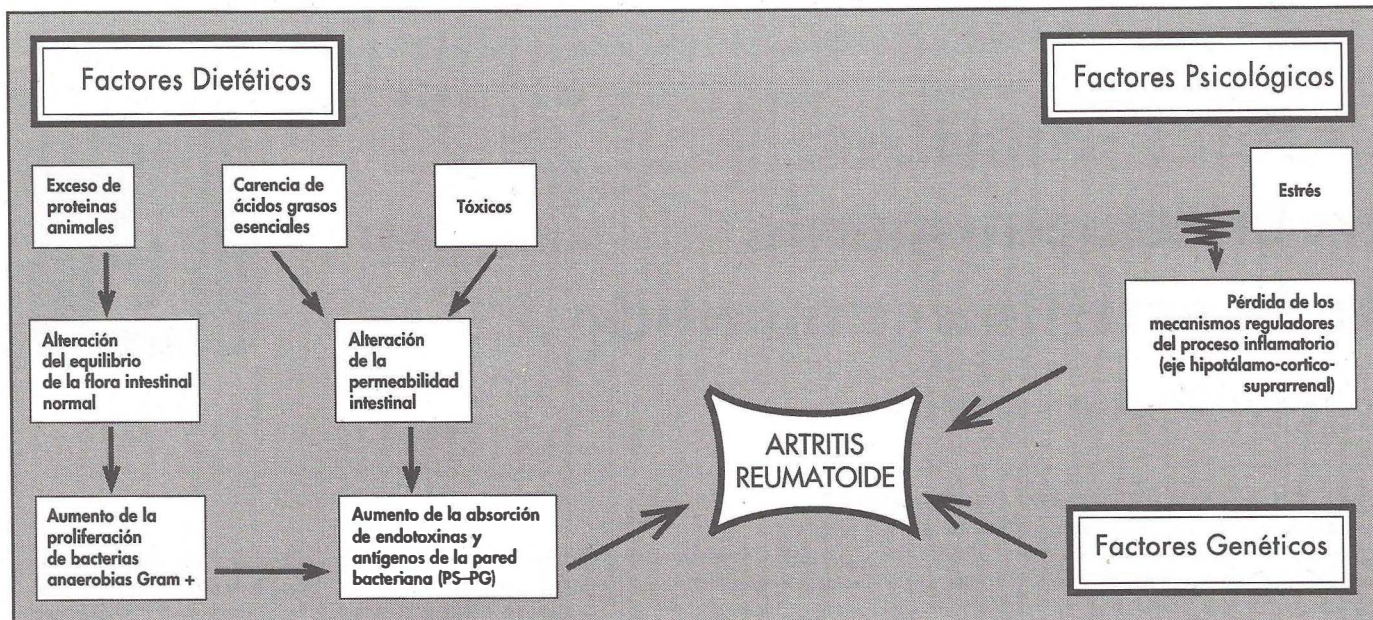 Factores Dietéticos
Factores Psicológicos
Exceso de
proteinas
animales
Carencia de
ácidos grasos
esenciales
Tóxicos
Estrés
Alteración
del equilibrio
de la flora intestinal
normal
Alteración
de la
permeabilidad
intestinal
Pérdida de los
mecanismos reguladores
del proceso inflamatorio
(eje hipotálamo-cortico-
suprarrenal)
ARTRITIS
REUMATOIDE
Aumento de la
proliferación
de bacterias
anaerobias Gram +
Aumento de la absorción
de endotoxinas y
antígenos de la pared
bacteriana (PS–PG)
Factores Genéticos